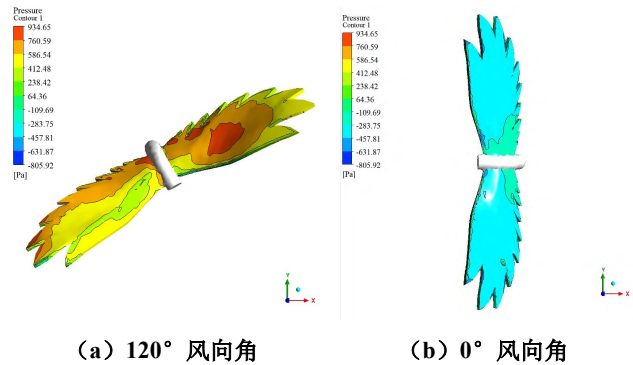 Pressure
Contour 1
934.65
760.59
586.54
412.48
238.42
64.36
-109.69
-283.75
-457.81
-631.87
-805.92
[Pa]
Y
X
(a)120°风向角
Pressure
Contour 1
934.65
760.59
586.54
412.48
238.42
64.36
-109.69
-283.75
-457.81
-631.87
-805.92
[Pa]
Y
X
(b)0°风向角